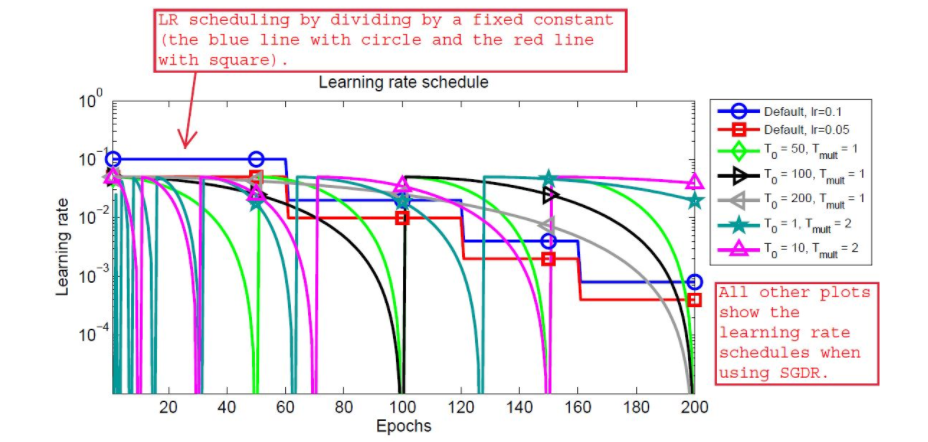 LR scheduling by dividing by a fixed constant
(the blue line with circle and the red line
with square).
Learning rate schedule
10^0
10^-1
10^-2
10^-3
10^-4
Learning rate
20 40 60 80 100 120 140 160 180 200
Epochs
Default, lr=0.1
Default, lr=0.05
T_0 = 50, T_mult = 1
T_0 = 100, T_mult = 1
T_0 = 200, T_mult = 1
T_0 = 1, T_mult = 2
T_0 = 10, T_mult = 2
All other plots
show the
learning rate
schedules when
using SGDR.